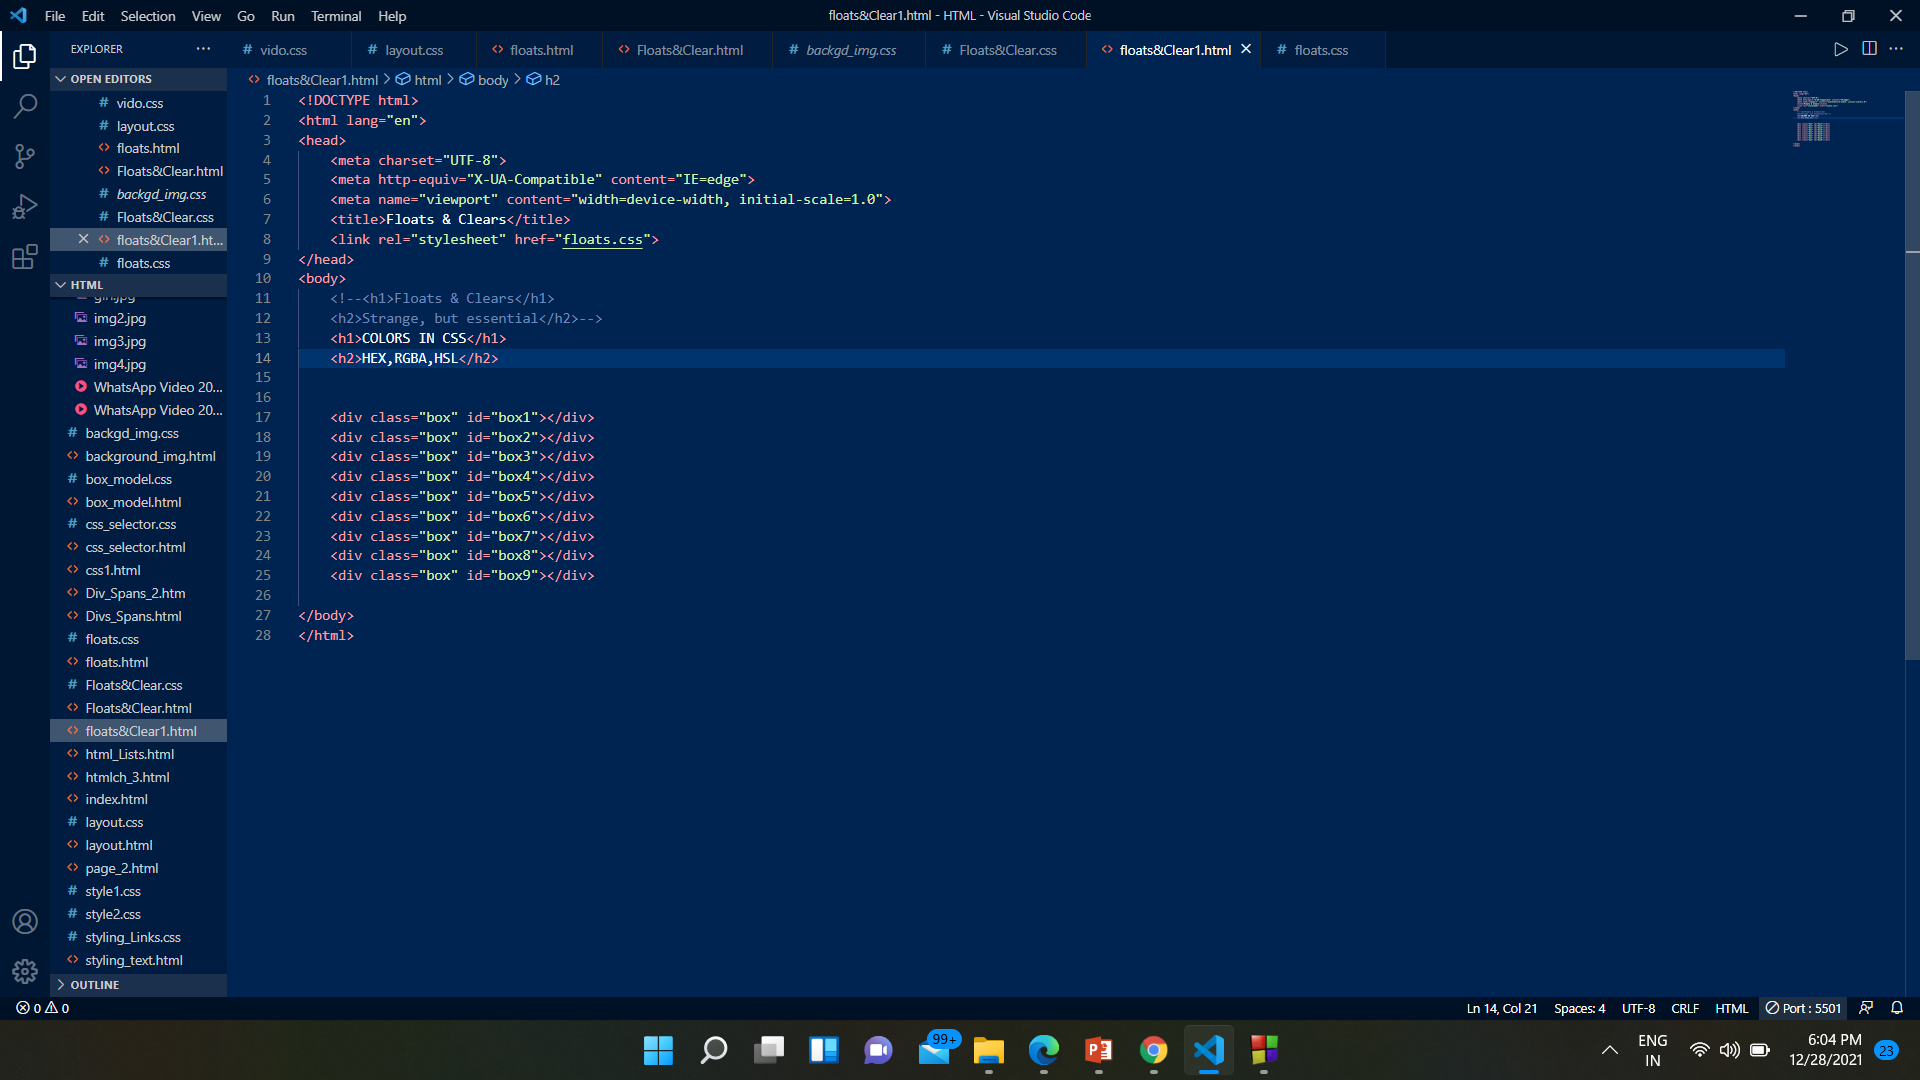 File Edit Selection View Go Run Terminal Help
floats&Clear1.html - HTML - Visual Studio Code
EXPLORER
vido.css layout.css floats.html Floats&Clear.html backgd_img.css Floats&Clear.css floats&Clear1.html floats.css
OPEN EDITORS
vido.css
layout.css
floats.html
Floats&Clear.html
backgd_img.css
Floats&Clear.css
floats&Clear1.ht...
floats.css
HTML
girl.jpg
img2.jpg
img3.jpg
img4.jpg
WhatsApp Video 20...
WhatsApp Video 20...
backgd_img.css
background_img.html
box_model.css
box_model.html
css_selector.css
css_selector.html
css1.html
Div_Spans_2.htm
Divs_Spans.html
floats.css
floats.html
Floats&Clear.css
Floats&Clear.html
floats&Clear1.html
html_Lists.html
htmlch_3.html
index.html
layout.css
layout.html
page_2.html
style1.css
style2.css
styling_Links.css
styling_text.html
OUTLINE
floats&Clear1.html > html > body > h2
1 <!DOCTYPE html>
2 <html lang="en">
3 <head>
4 <meta charset="UTF-8">
5 <meta http-equiv="X-UA-Compatible" content="IE=edge">
6 <meta name="viewport" content="width=device-width, initial-scale=1.0">
7 <title>Floats & Clears</title>
8 <link rel="stylesheet" href="floats.css">
9 </head>
10 <body>
11 <!--<h1>Floats & Clears</h1>
12 <h2>Strange, but essential</h2>-->
13 <h1>COLORS IN CSS</h1>
14 <h2>HEX,RGBA,HSL</h2>
15
16
17 <div class="box" id="box1"></div>
18 <div class="box" id="box2"></div>
19 <div class="box" id="box3"></div>
20 <div class="box" id="box4"></div>
21 <div class="box" id="box5"></div>
22 <div class="box" id="box6"></div>
23 <div class="box" id="box7"></div>
24 <div class="box" id="box8"></div>
25 <div class="box" id="box9"></div>
26
27 </body>
28 </html>
0 0
Ln 14, Col 21 Spaces: 4 UTF-8 CRLF HTML Port : 5501
99+
ENG
IN
6:04 PM
12/28/2021
23